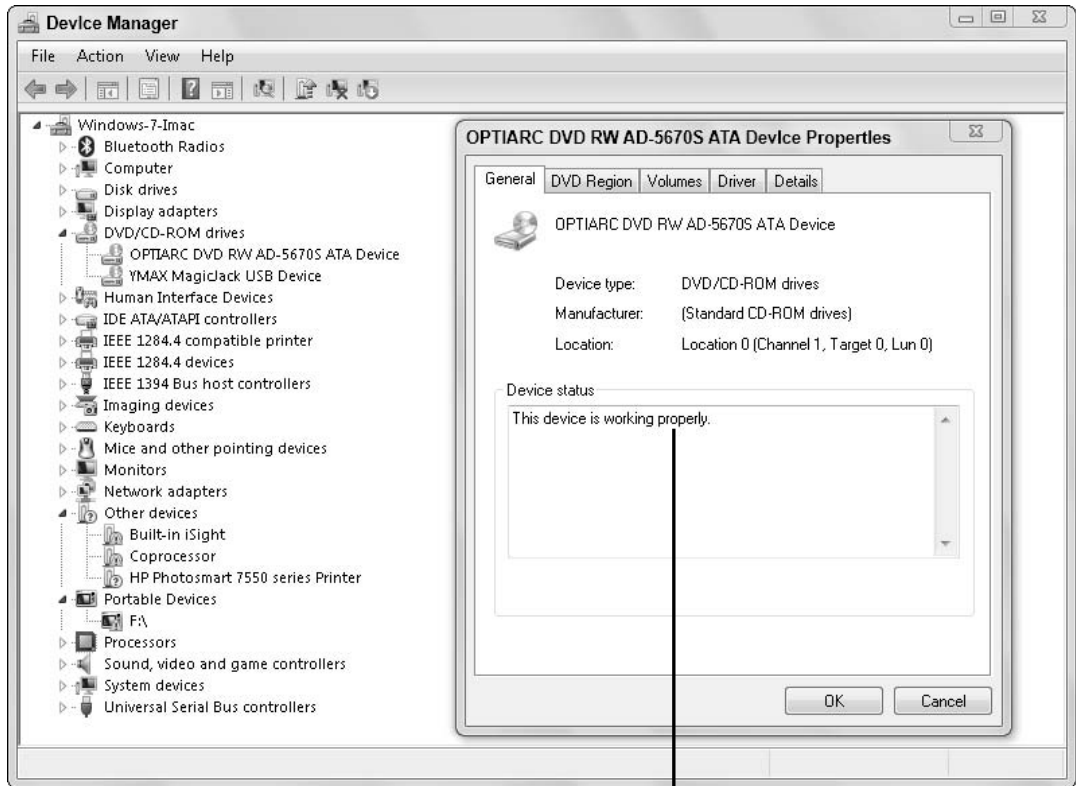 Device Manager
File Action View Help
Windows-7-Imac
Bluetooth Radios
Computer
Disk drives
Display adapters
DVD/CD-ROM drives
OPTIARC DVD RW AD-5670S ATA Device
YMAX MagicJack USB Device
Human Interface Devices
IDE ATA/ATAPI controllers
IEEE 1284.4 compatible printer
IEEE 1284.4 devices
IEEE 1394 Bus host controllers
Imaging devices
Keyboards
Mice and other pointing devices
Monitors
Network adapters
Other devices
Built-in iSight
Coprocessor
HP Photosmart 7550 series Printer
Portable Devices
F:\
Processors
Sound, video and game controllers
System devices
Universal Serial Bus controllers
OPTIARC DVD RW AD-5670S ATA Device Properties
General DVD Region Volumes Driver Details
OPTIARC DVD RW AD-5670S ATA Device
Device type: DVD/CD-ROM drives
Manufacturer: (Standard CD-ROM drives)
Location: Location 0 (Channel 1, Target 0, Lun 0)
Device status
This device is working properly.
OK Cancel